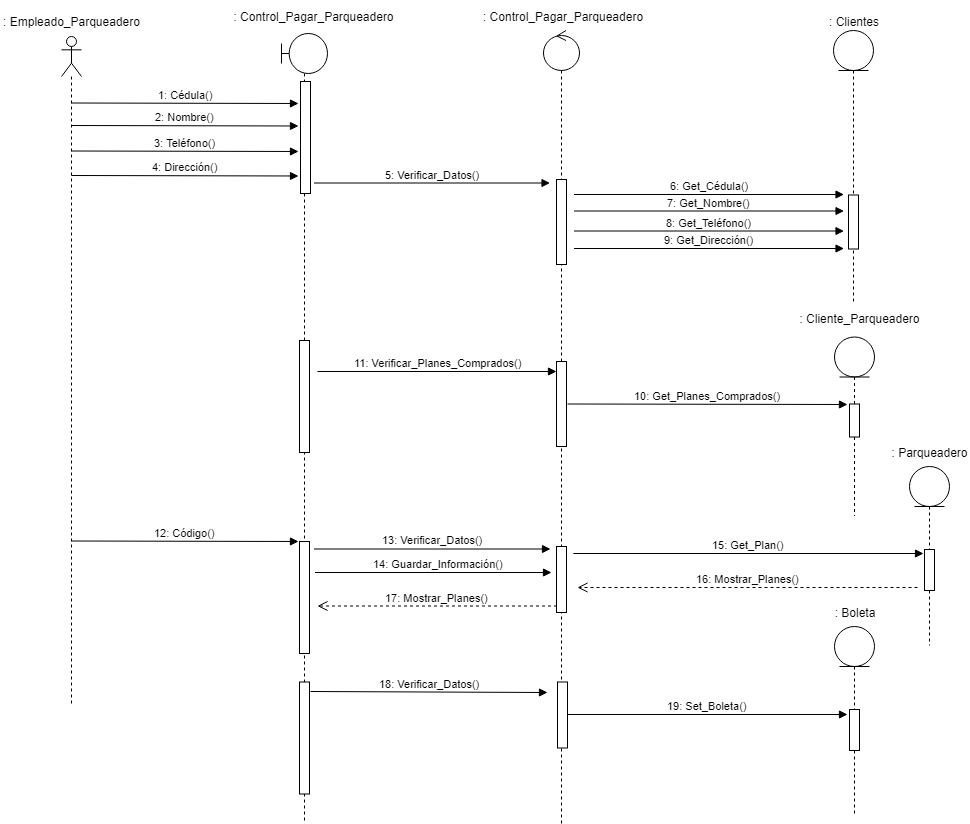 : Empleado_Parqueadero
: Control_Pagar_Parqueadero
: Control_Pagar_Parqueadero
: Clientes
1: Cédula()
2: Nombre()
3: Teléfono()
4: Dirección()
5: Verificar_Datos()
6: Get_Cédula()
7: Get_Nombre()
8: Get_Teléfono()
9: Get_Dirección()
: Cliente_Parqueadero
11: Verificar_Planes_Comprados()
10: Get_Planes_Comprados()
: Parqueadero
12: Código()
13: Verificar_Datos()
15: Get_Plan()
14: Guardar_Información()
16: Mostrar_Planes()
17: Mostrar_Planes()
: Boleta
18: Verificar_Datos()
19: Set_Boleta()